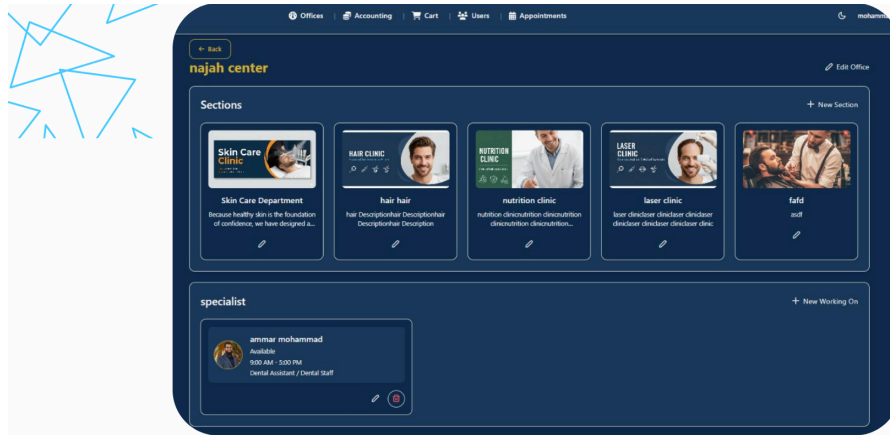 Offices | Accounting | Cart | Users | Appointments
← Back
najah center
Edit Office
Sections
+ New Section
Skin Care
Clinic
Skin Care Department
Because healthy skin is the foundation
of confidence, we have designed a...
HAIR CLINIC
hair hair
hair Descriptionhair Descriptionhair
Descriptionhair Description
NUTRITION
CLINIC
nutrition clinic
nutrition clinicnutrition clinicnutrition
clinicnutrition clinicnutrition...
LASER
CLINIC
laser clinic
laser cliniclaser cliniclaser cliniclaser
cliniclaser cliniclaser cliniclaser clinic
fafd
asdf
specialist
+ New Working On
ammar mohammad
Available
9:00 AM - 5:00 PM
Dental Assistant / Dental Staff